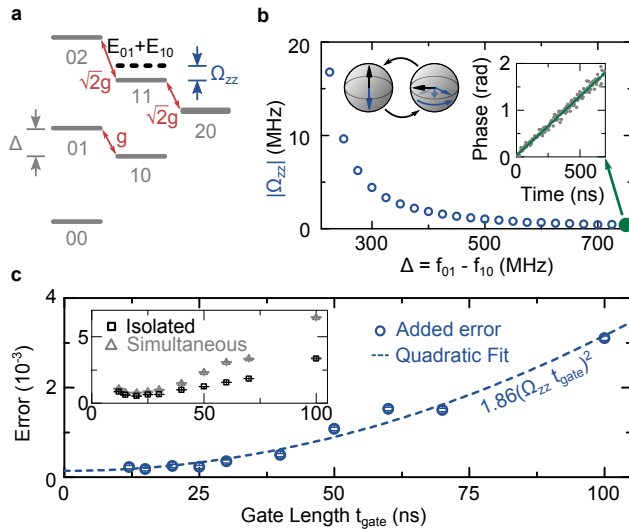 a
02
E01+E10
Ωzz
√2g
11
√2g
20
Δ
01
g
10
00
b
20
10
0
|Ωzz| (MHz)
300
500
700
Δ = f01 - f10 (MHz)
2
1
0
Phase (rad)
0
500
Time (ns)
c
4
2
0
Error (10-3)
5
0
Isolated
Simultaneous
0
25
50
75
100
Added error
Quadratic Fit
1.86(Ωzz tgate)2
0
25
50
75
100
Gate Length tgate (ns)